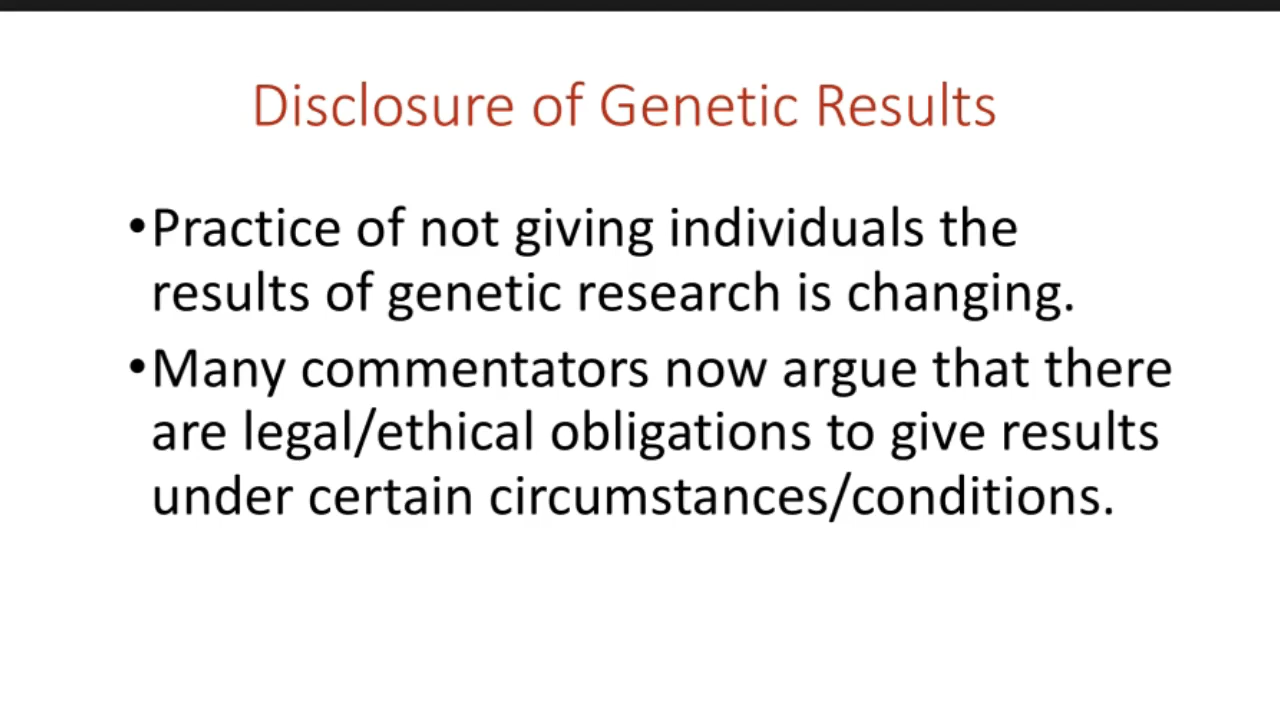 Disclosure of Genetic Results
•Practice of not giving individuals the
results of genetic research is changing.
•Many commentators now argue that there
are legal/ethical obligations to give results
under certain circumstances/conditions.